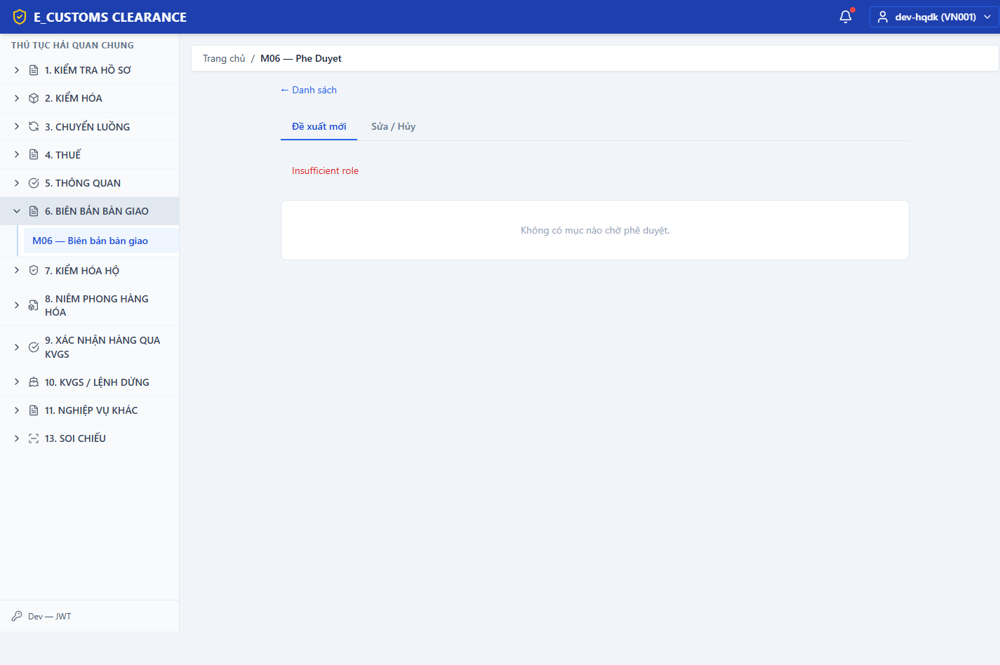 E_CUSTOMS CLEARANCE
dev-hqdk (VN001)
THỦ TỤC HẢI QUAN CHUNG
1. KIỂM TRA HỒ SƠ
2. KIỂM HÓA
3. CHUYỂN LUỒNG
4. THUẾ
5. THÔNG QUAN
6. BIÊN BẢN BÀN GIAO
M06 — Biên bản bàn giao
7. KIỂM HÓA HỘ
8. NIÊM PHONG HÀNG
HÓA
9. XÁC NHẬN HÀNG QUA
KVGS
10. KVGS / LỆNH DỪNG
11. NGHIỆP VỤ KHÁC
13. SOI CHIẾU
Dev — JWT
Trang chủ / M06 — Phe Duyet
← Danh sách
Đề xuất mới
Sửa / Hủy
Insufficient role
Không có mục nào chờ phê duyệt.